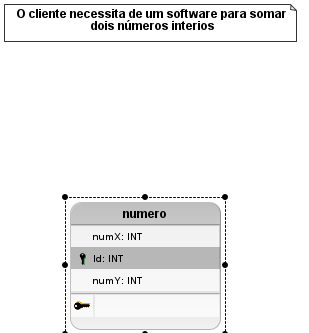 O cliente necessita de um software para somar
dois números interios
numero
numX: INT
Id: INT
numY: INT